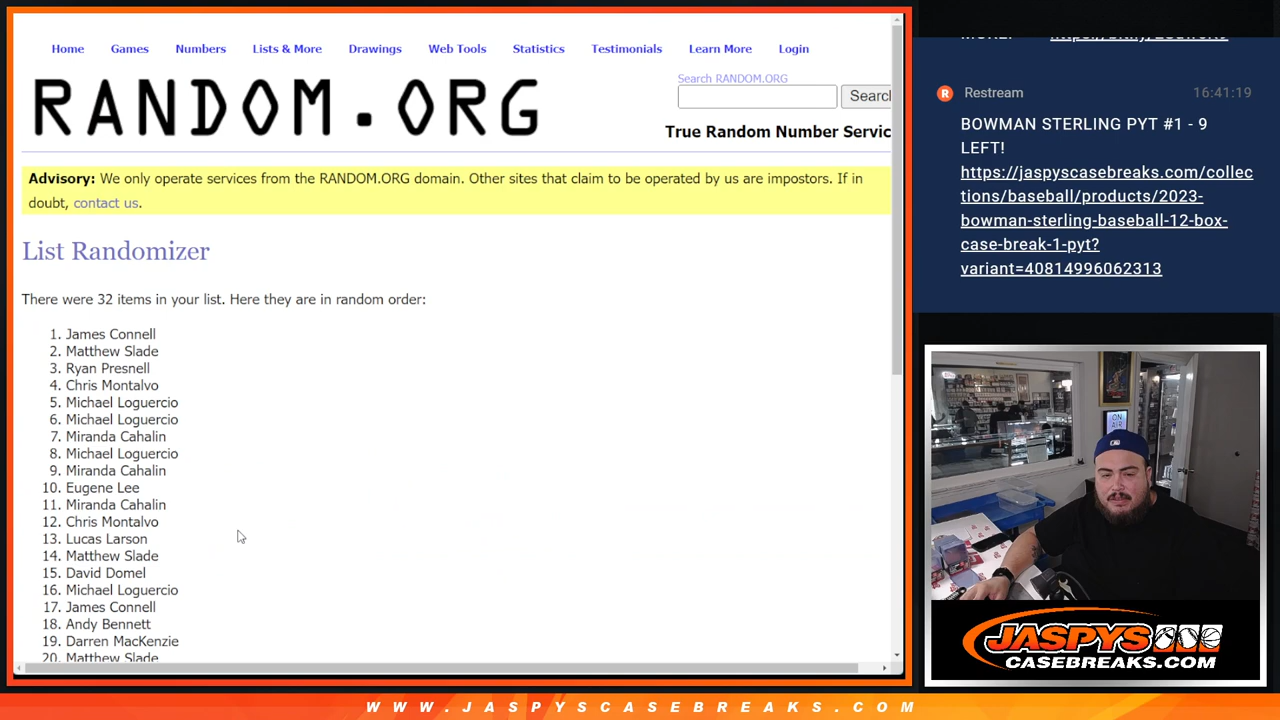 Home Games Numbers Lists & More Drawings Web Tools Statistics Testimonials Learn More Login
RANDOM.ORG
Search RANDOM.ORG
Search
True Random Number Servic
Advisory: We only operate services from the RANDOM.ORG domain. Other sites that claim to be operated by us are impostors. If in
doubt, contact us.
List Randomizer
There were 32 items in your list. Here they are in random order:
1. James Connell
2. Matthew Slade
3. Ryan Presnell
4. Chris Montalvo
5. Michael Loguercio
6. Michael Loguercio
7. Miranda Cahalin
8. Michael Loguercio
9. Miranda Cahalin
10. Eugene Lee
11. Miranda Cahalin
12. Chris Montalvo
13. Lucas Larson
14. Matthew Slade
15. David Domel
16. Michael Loguercio
17. James Connell
18. Andy Bennett
19. Darren MacKenzie
20. Matthew Slade
Restream 16:41:19
BOWMAN STERLING PYT #1 - 9
LEFT!
https://jaspyscasebreaks.com/collec
tions/baseball/products/2023-
bowman-sterling-baseball-12-box-
case-break-1-pyt?
variant=40814996062313
ON
AIR
JASPYS
CASEBREAKS.COM
WWW.JASPYSCASEBREAKS.COM